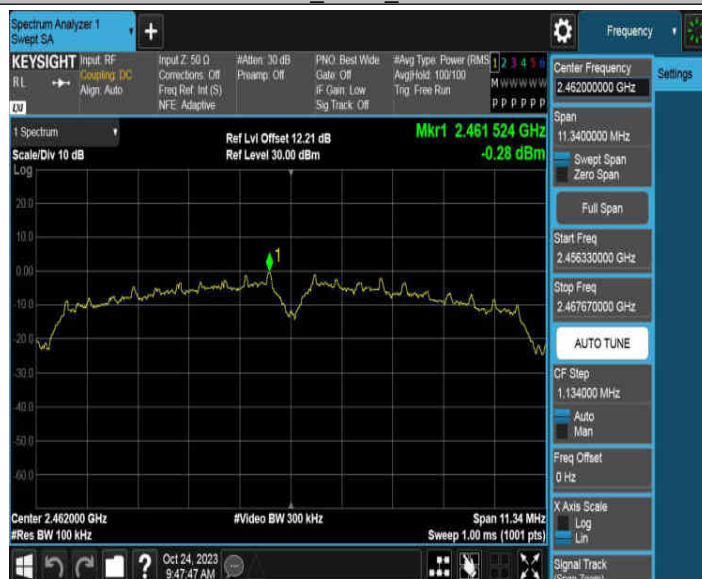 Spectrum Analyzer 1
Swept SA
+
Frequency
KEYSIGHT
RL
LXI
Input: RF
Coupling: DC
Align: Auto
Input Z: 50 Ω
Corrections: Off
Freq Ref: Int (S)
NFE: Adaptive
#Atten: 30 dB
Preamp: Off
PNO: Best Wide
Gate: Off
IF Gain: Low
Sig Track: Off
#Avg Type: Power (RMS
Avg|Hold: 100/100
Trig: Free Run
1 2 3 4 5 6
M W W W W W
P P P P P P
1 Spectrum
Scale/Div 10 dB
Ref Lvl Offset 12.21 dB
Ref Level 30.00 dBm
Mkr1 2.461 524 GHz
-0.28 dBm
Log
20.0
10.0
0.00
-10.0
-20.0
-30.0
-40.0
-50.0
-60.0
1
Center 2.462000 GHz
#Res BW 100 kHz
#Video BW 300 kHz
Span 11.34 MHz
Sweep 1.00 ms (1001 pts)
Center Frequency
2.462000000 GHz
Settings
Span
11.3400000 MHz
Swept Span
Zero Span
Full Span
Start Freq
2.456330000 GHz
Stop Freq
2.467670000 GHz
AUTO TUNE
CF Step
1.134000 MHz
Auto
Man
Freq Offset
0 Hz
X Axis Scale
Log
Lin
Signal Track
(Span Zoom)
?
Oct 24, 2023
9:47:47 AM